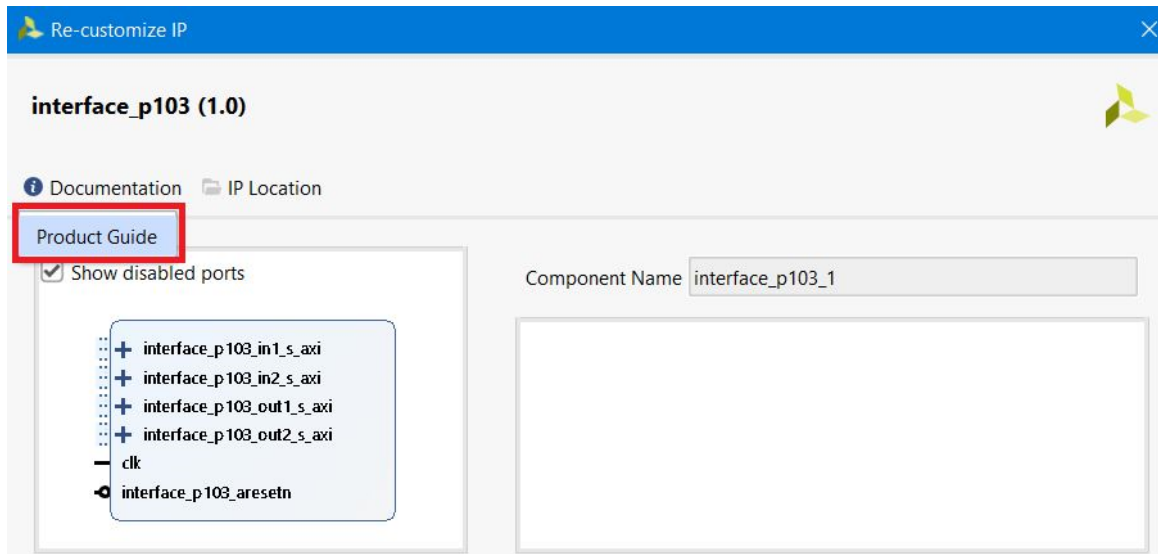 Re-customize IP
interface_p103 (1.0)
Documentation IP Location
Product Guide
Show disabled ports
Component Name interface_p103_1
interface_p103_in1_s_axi
interface_p103_in2_s_axi
interface_p103_out1_s_axi
interface_p103_out2_s_axi
clk
interface_p103_aresetn